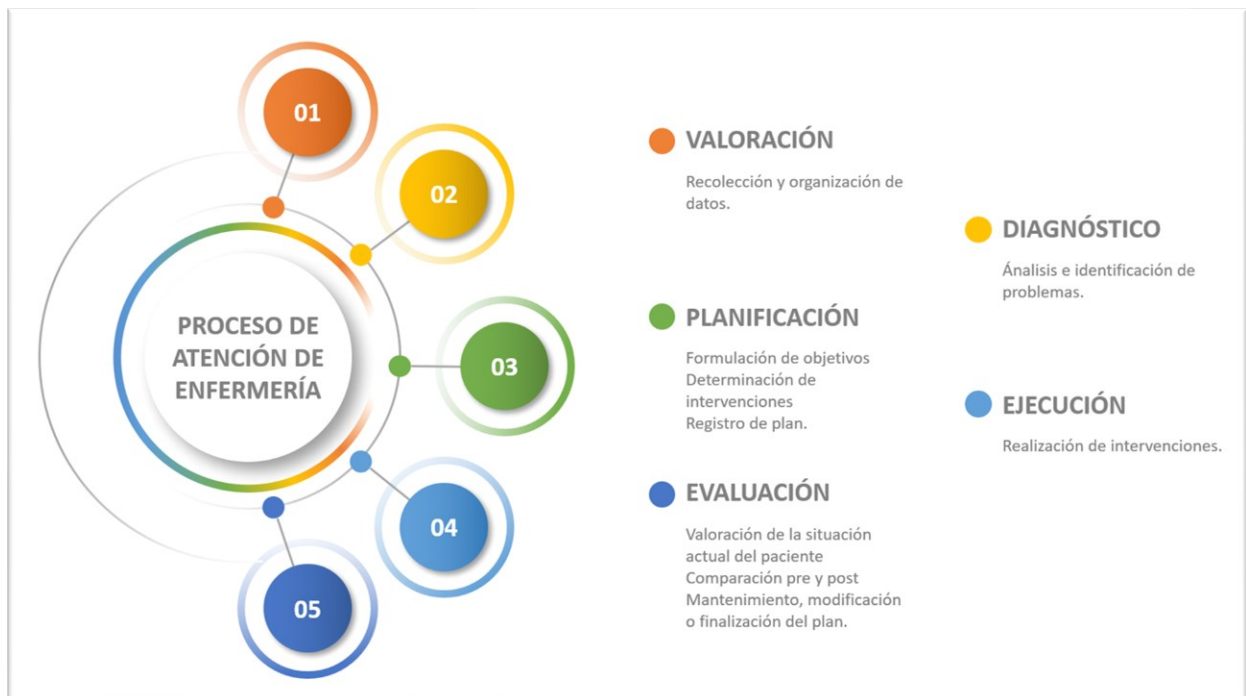 01
02
03
04
05
PROCESO DE
ATENCIÓN DE
ENFERMERÍA
VALORACIÓN
Recolección y organización de
datos.
DIAGNÓSTICO
Ánalisis e identificación de
problemas.
PLANIFICACIÓN
Formulación de objetivos
Determinación de
intervenciones
Registro de plan.
EJECUCIÓN
Realización de intervenciones.
EVALUACIÓN
Valoración de la situación
actual del paciente
Comparación pre y post
Mantenimiento, modificación
o finalización del plan.